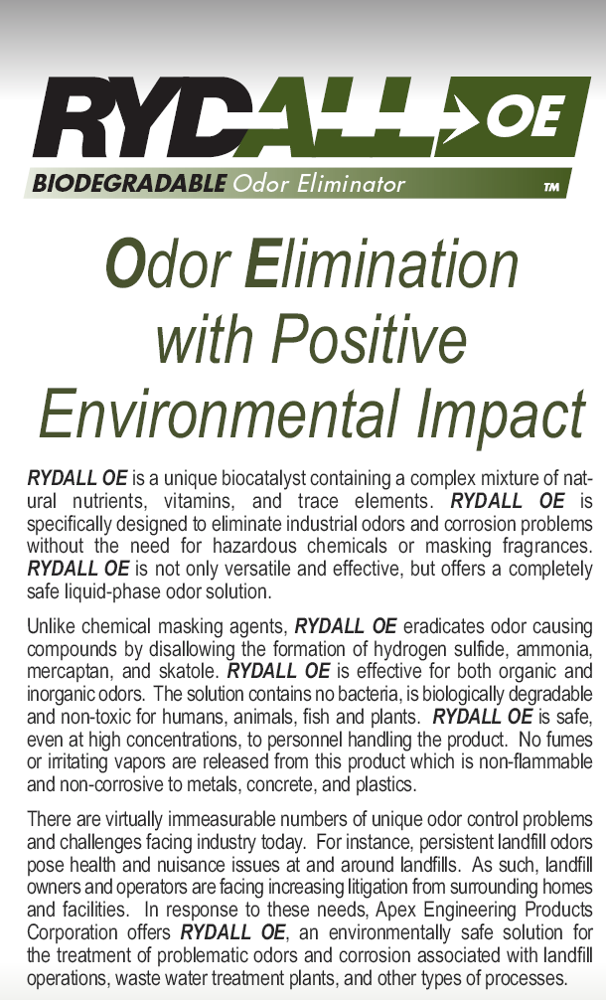 RYDALL OE
BIODEGRADABLE Odor Eliminator ™
Odor Elimination
with Positive
Environmental Impact
RYDALL OE is a unique biocatalyst containing a complex mixture of nat-
ural nutrients, vitamins, and trace elements. RYDALL OE is
specifically designed to eliminate industrial odors and corrosion problems
without the need for hazardous chemicals or masking fragrances.
RYDALL OE is not only versatile and effective, but offers a completely
safe liquid-phase odor solution.
Unlike chemical masking agents, RYDALL OE eradicates odor causing
compounds by disallowing the formation of hydrogen sulfide, ammonia,
mercaptan, and skatole. RYDALL OE is effective for both organic and
inorganic odors. The solution contains no bacteria, is biologically degradable
and non-toxic for humans, animals, fish and plants. RYDALL OE is safe,
even at high concentrations, to personnel handling the product. No fumes
or irritating vapors are released from this product which is non-flammable
and non-corrosive to metals, concrete, and plastics.
There are virtually immeasurable numbers of unique odor control problems
and challenges facing industry today. For instance, persistent landfill odors
pose health and nuisance issues at and around landfills. As such, landfill
owners and operators are facing increasing litigation from surrounding homes
and facilities. In response to these needs, Apex Engineering Products
Corporation offers RYDALL OE, an environmentally safe solution for
the treatment of problematic odors and corrosion associated with landfill
operations, waste water treatment plants, and other types of processes.